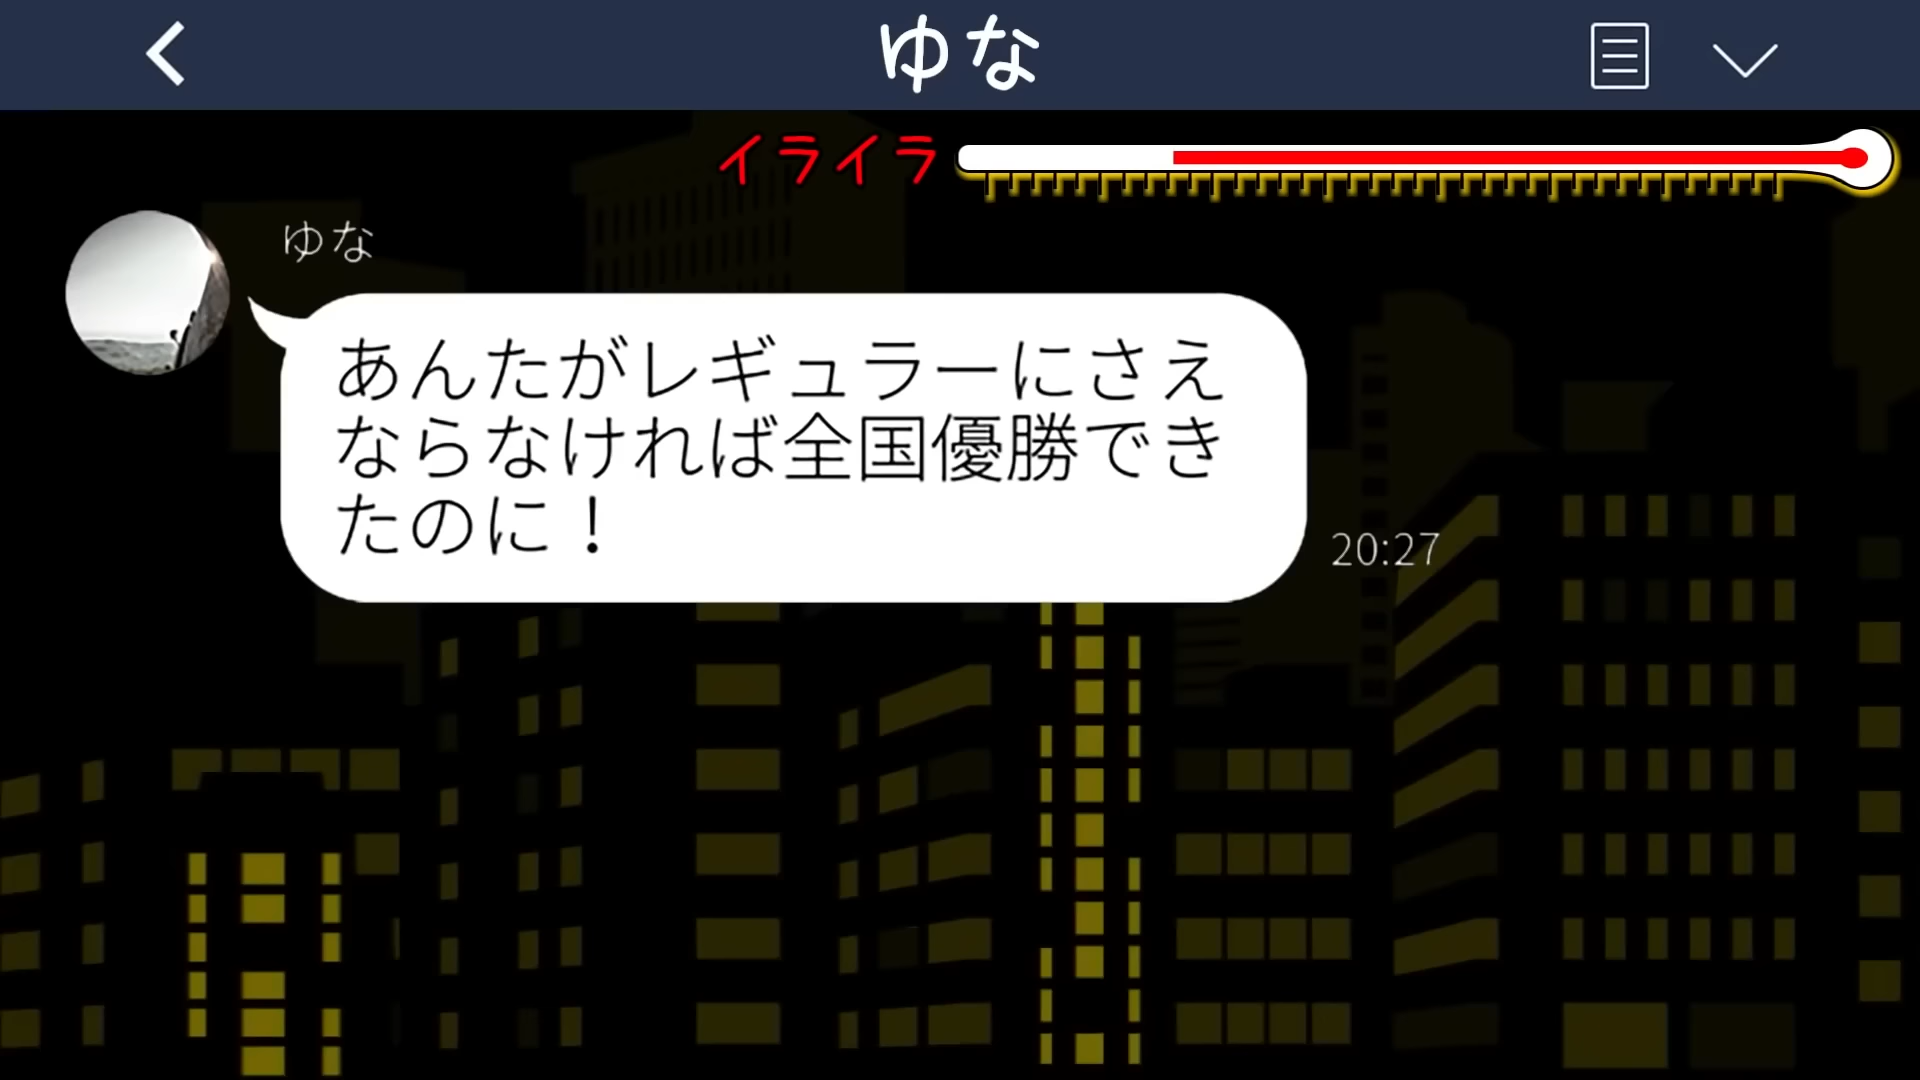 ゆな
イライラ
ゆな
あんたがレギュラーにさえ
ならなければ全国優勝でき
たのに！
20:27